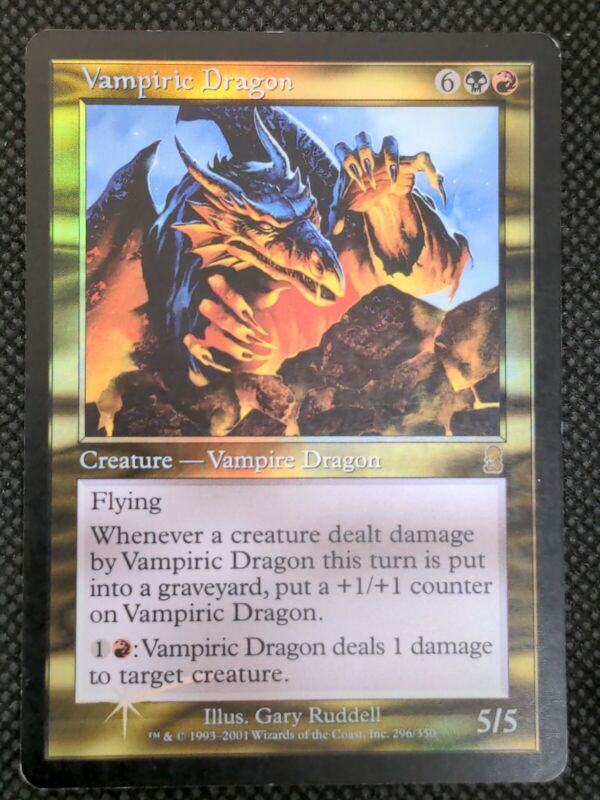 Vampiric Dragon 6
Creature — Vampire Dragon
Flying
Whenever a creature dealt damage
by Vampiric Dragon this turn is put
into a graveyard, put a +1/+1 counter
on Vampiric Dragon.
1 : Vampiric Dragon deals 1 damage
to target creature.
Illus. Gary Ruddell
™ & © 1993–2001 Wizards of the Coast, Inc. 296/350
5/5